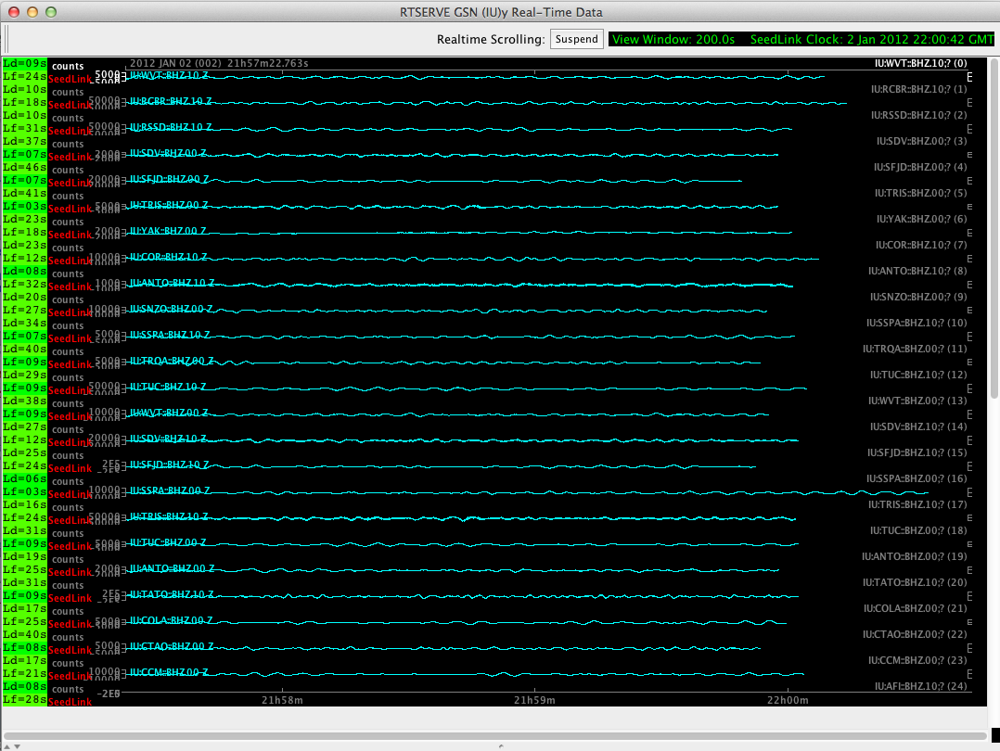 RTSERVE GSN (IU)y Real-Time Data
Realtime Scrolling: Suspend View Window: 200.0s SeedLink Clock: 2 Jan 2012 22:00:42 GMT
Ld=09s counts 2012 JAN 02 (002) 21h57m22.763s IU:WVT::BHZ.10;? (0)
Lf=24s SeedLink 5000 IU:WVT::BHZ.10 Z
Ld=10s counts IU:RCBR::BHZ.10;? (1)
Lf=18s SeedLink 50000 IU:RCBR::BHZ.10 Z
Ld=10s counts IU:RSSD::BHZ.10;? (2)
Lf=31s SeedLink 50000 IU:RSSD::BHZ.10 Z
Ld=37s counts IU:SDV::BHZ.00;? (3)
Lf=07s SeedLink 2000 IU:SDV::BHZ.00 Z
Ld=46s counts IU:SFJD::BHZ.00;? (4)
Lf=07s SeedLink 20000 IU:SFJD::BHZ.00 Z
Ld=41s counts IU:TRIS::BHZ.00;? (5)
Lf=03s SeedLink 5000 IU:TRIS::BHZ.00 Z
Ld=23s counts IU:YAK::BHZ.00;? (6)
Lf=18s SeedLink 2000 IU:YAK::BHZ.00 Z
Ld=23s counts IU:COR::BHZ.10;? (7)
Lf=12s SeedLink 10000 IU:COR::BHZ.10 Z
Ld=08s counts IU:ANTO::BHZ.10;? (8)
Lf=32s SeedLink 1000 IU:ANTO::BHZ.10 Z
Ld=20s counts IU:SNZO::BHZ.00;? (9)
Lf=27s SeedLink 10000 IU:SNZO::BHZ.00 Z
Ld=34s counts IU:SSPA::BHZ.10;? (10)
Lf=07s SeedLink 5000 IU:SSPA::BHZ.10 Z
Ld=40s counts IU:TRQA::BHZ.00;? (11)
Lf=09s SeedLink 5000 IU:TRQA::BHZ.00 Z
Ld=29s counts IU:TUC::BHZ.10;? (12)
Lf=09s SeedLink 50000 IU:TUC::BHZ.10 Z
Ld=38s counts IU:WVT::BHZ.00;? (13)
Lf=09s SeedLink 10000 IU:WVT::BHZ.00 Z
Ld=27s counts IU:SDV::BHZ.10;? (14)
Lf=12s SeedLink 20000 IU:SDV::BHZ.10 Z
Ld=25s counts IU:SFJD::BHZ.10;? (15)
Lf=24s SeedLink 2E5 IU:SFJD::BHZ.10 Z
Ld=06s counts IU:SSPA::BHZ.00;? (16)
Lf=03s SeedLink 10000 IU:SSPA::BHZ.00 Z
Ld=16s counts IU:TRIS::BHZ.10;? (17)
Lf=24s SeedLink 50000 IU:TRIS::BHZ.10 Z
Ld=31s counts IU:TUC::BHZ.00;? (18)
Lf=09s SeedLink 5000 IU:TUC::BHZ.00 Z
Ld=19s counts IU:ANTO::BHZ.00;? (19)
Lf=25s SeedLink 2000 IU:ANTO::BHZ.00 Z
Ld=31s counts IU:TATO::BHZ.10;? (20)
Lf=09s SeedLink 2E5 IU:TATO::BHZ.10 Z
Ld=17s counts IU:COLA::BHZ.00;? (21)
Lf=25s SeedLink 5000 IU:COLA::BHZ.00 Z
Ld=40s counts IU:CTAO::BHZ.00;? (22)
Lf=08s SeedLink 5000 IU:CTAO::BHZ.00 Z
Ld=17s counts IU:CCM::BHZ.00;? (23)
Lf=21s SeedLink 10000 IU:CCM::BHZ.00 Z
Ld=08s counts IU:AFI::BHZ.10;? (24)
Lf=28s SeedLink 21h58m 21h59m 22h00m